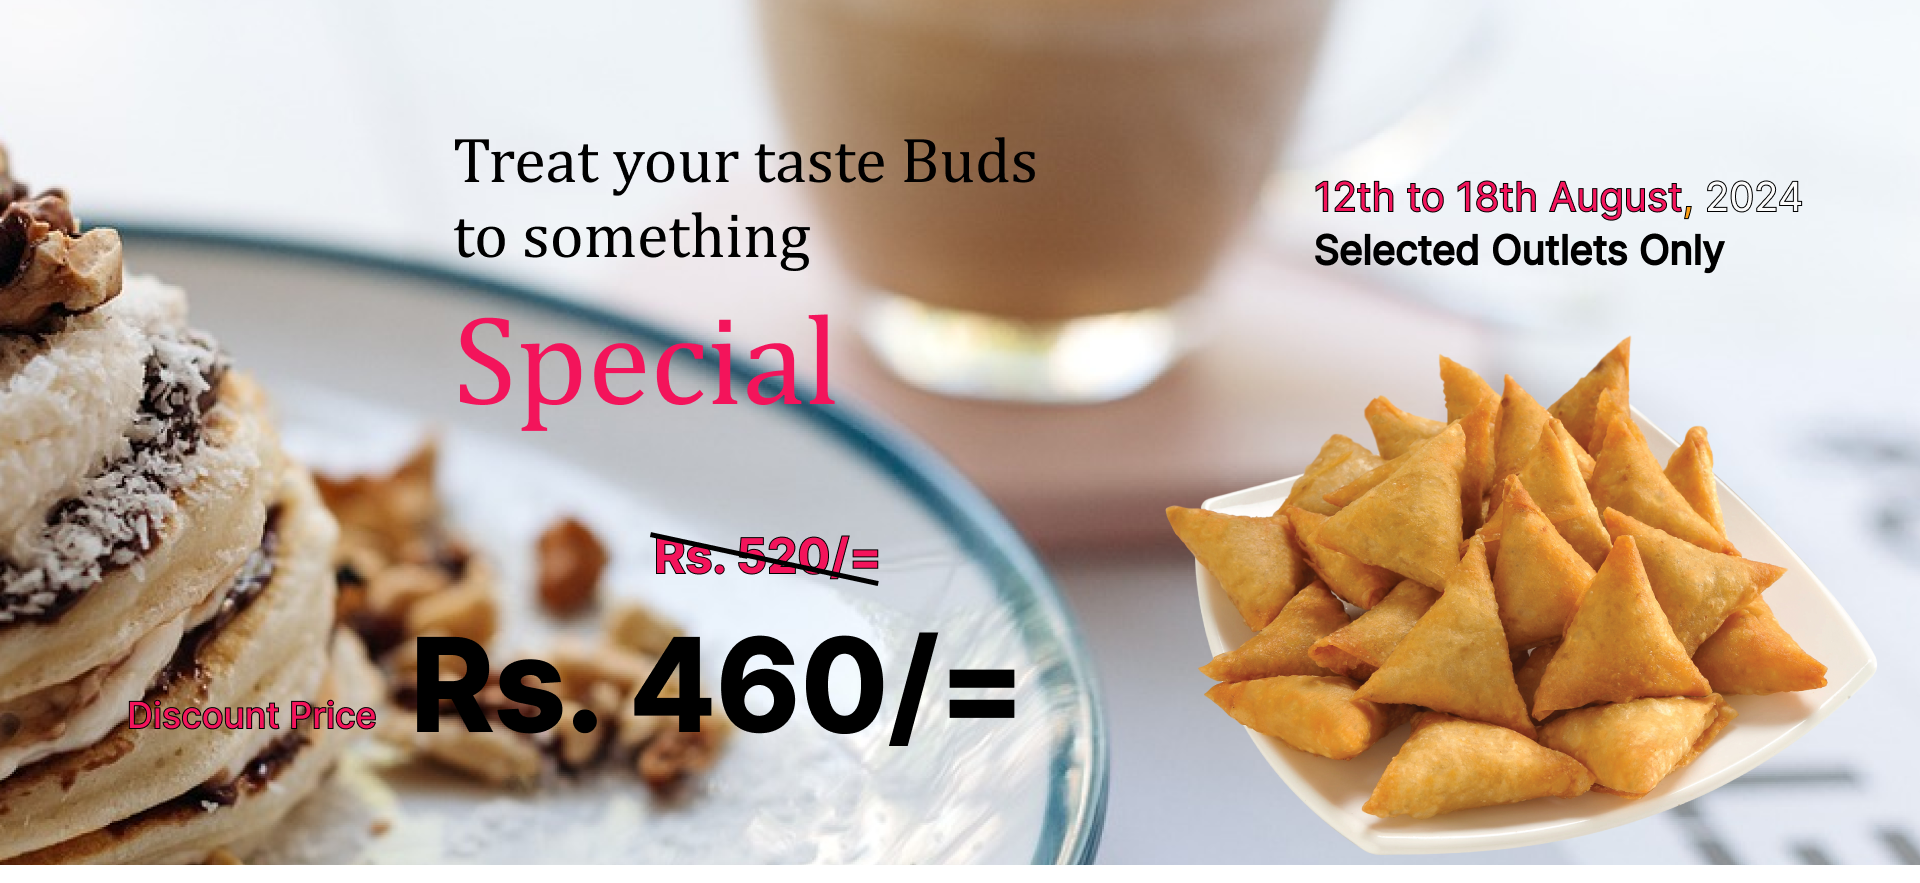 Treat your taste Buds
to something
Special
12th to 18th August, 2024
Selected Outlets Only
Rs. 520/=
Discount Price
Rs. 460/=